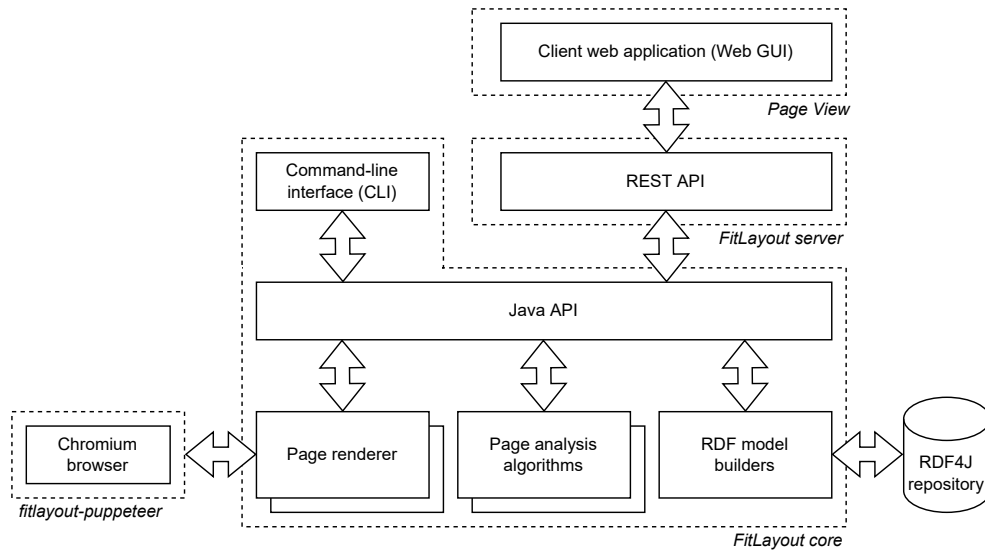 Client web application (Web GUI)
Page View
Command-line
interface (CLI)
REST API
FitLayout server
Java API
Chromium
browser
fitlayout-puppeteer
Page renderer
Page analysis
algorithms
RDF model
builders
RDF4J
repository
FitLayout core